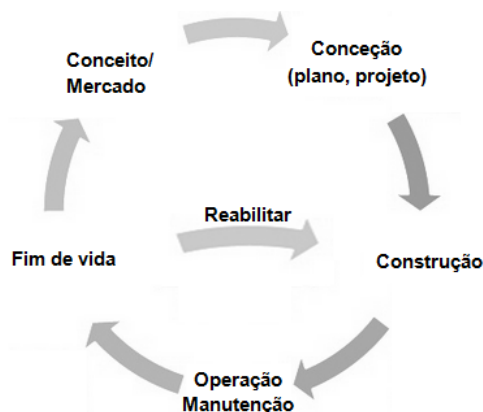 Conceito/
Mercado
Conceção
(plano, projeto)
Reabilitar
Fim de vida
Construção
Operação
Manutenção